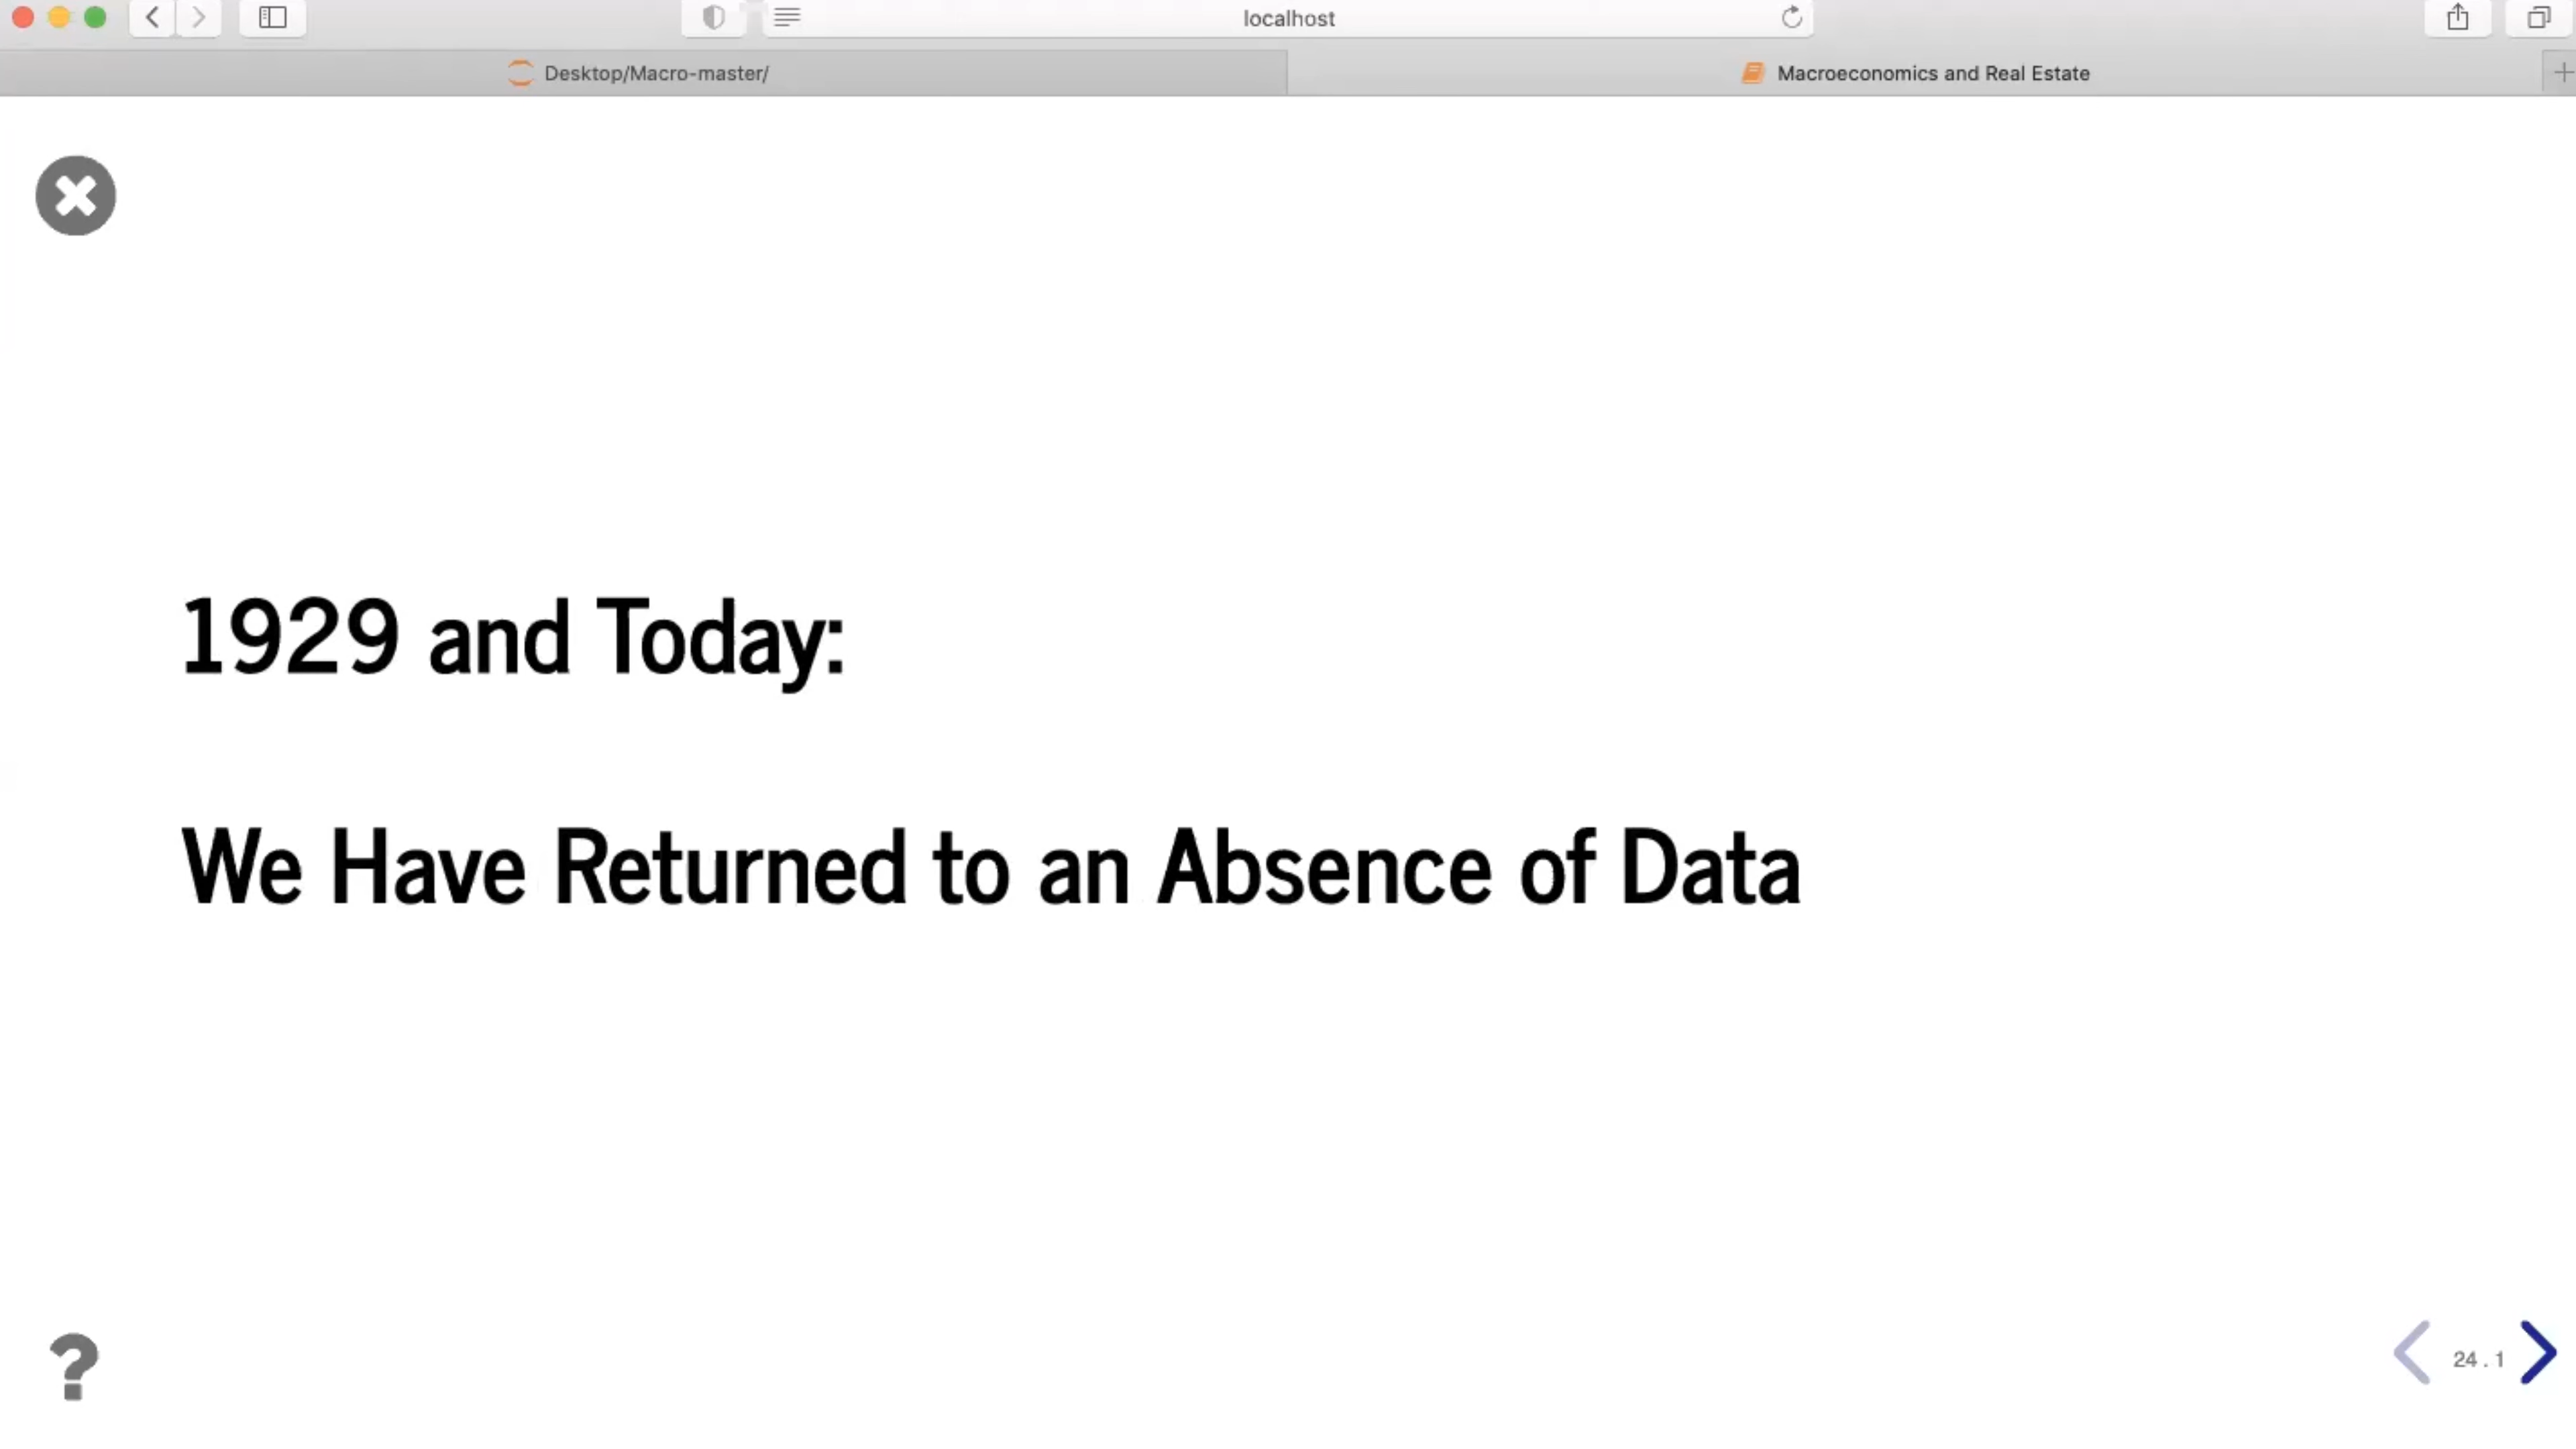 localhost
Desktop/Macro-master/
Macroeconomics and Real Estate
1929 and Today:
We Have Returned to an Absence of Data
?
24 . 1